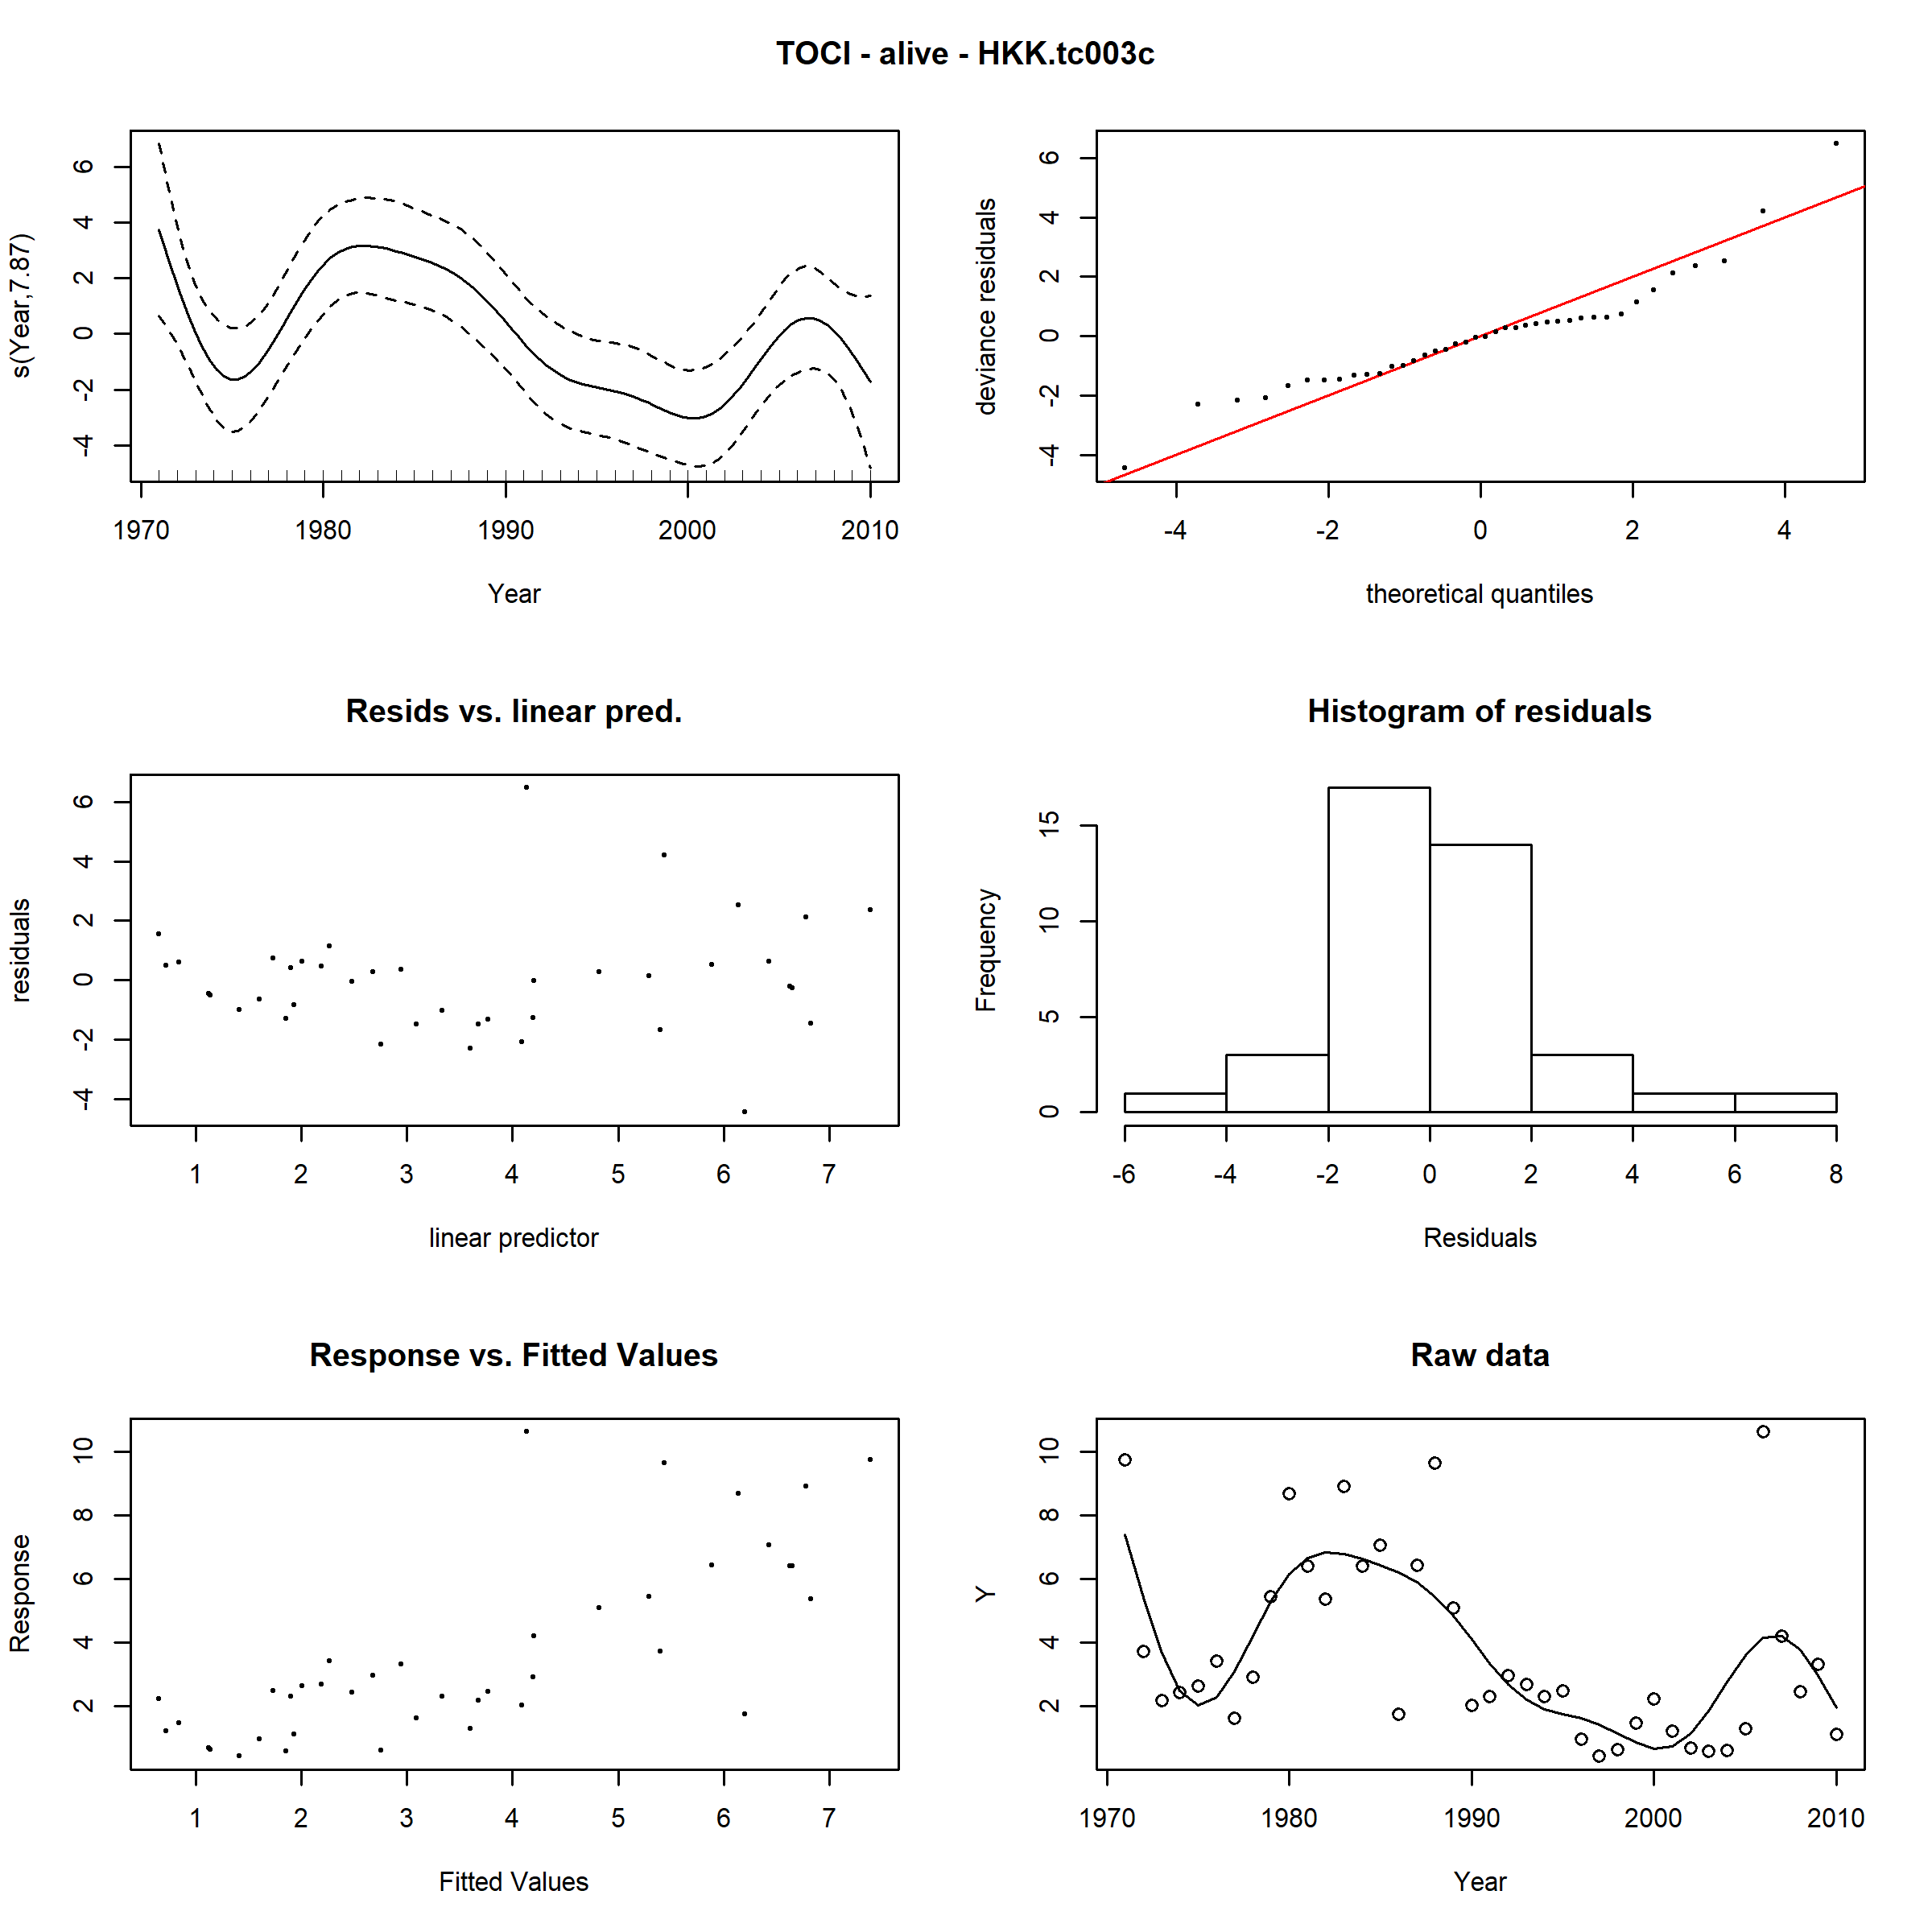 TOCI - alive - HKK.tc003c
s(Year,7.87)
-4 -2 0 2 4 6
1970 1980 1990 2000 2010
Year
deviance residuals
-4 -2 0 2 4 6
-4 -2 0 2 4
theoretical quantiles
Resids vs. linear pred.
residuals
-4 -2 0 2 4 6
1 2 3 4 5 6 7
linear predictor
Histogram of residuals
Frequency
0 5 10 15
-6 -4 -2 0 2 4 6 8
Residuals
Response vs. Fitted Values
Response
2 4 6 8 10
1 2 3 4 5 6 7
Fitted Values
Raw data
Y
2 4 6 8 10
1970 1980 1990 2000 2010
Year